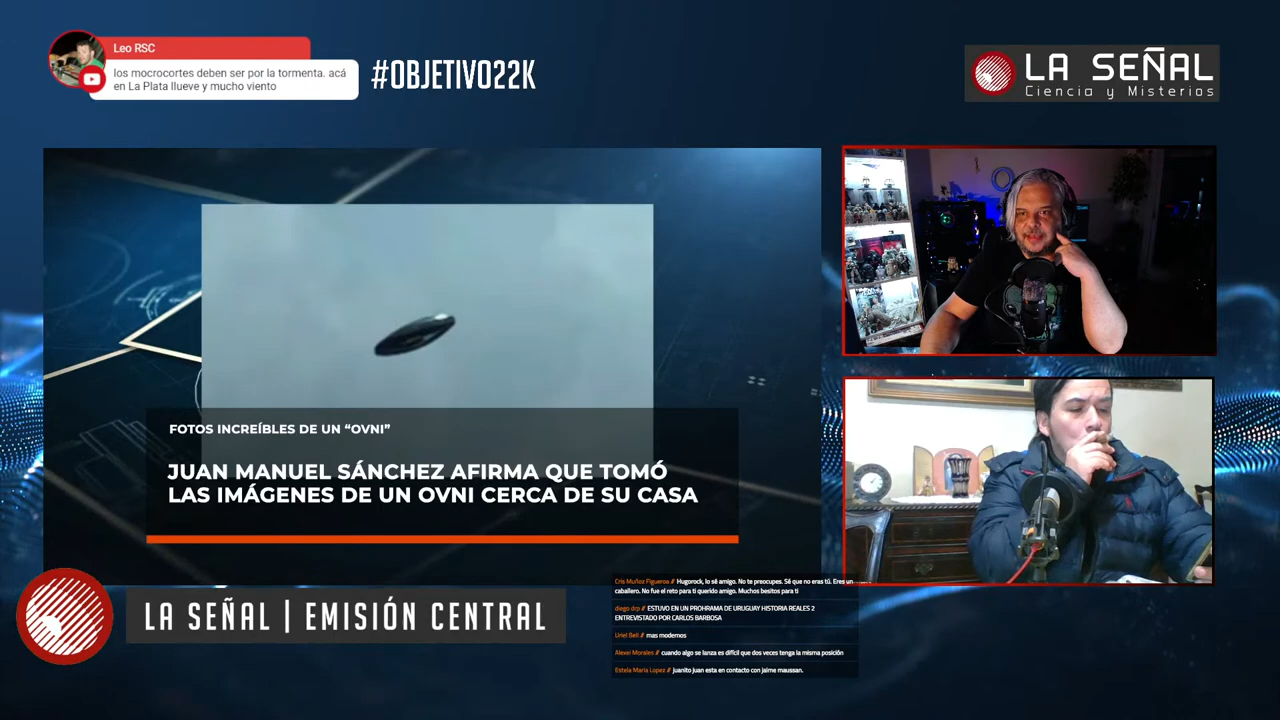 Leo RSC
los mocrocortes deben ser por la tormenta. acá
en La Plata llueve y mucho viento
#OBJETIVO22K
LA SEÑAL
Ciencia y Misterios
FOTOS INCREÍBLES DE UN “OVNI”
JUAN MANUEL SÁNCHEZ AFIRMA QUE TOMÓ
LAS IMÁGENES DE UN OVNI CERCA DE SU CASA
LA SEÑAL | EMISIÓN CENTRAL
Cris Muñoz Figueroa // Hugorock, lo sé amigo. No te preocupes. Sé que no eras tú. Eres un
caballero. No fue el reto para ti querido amigo. Muchos besitos para ti
diego drp // ESTUVO EN UN PROHRAMA DE URUGUAY HISTORIA REALES 2
ENTREVISTADO POR CARLOS BARBOSA
Uriel Bell // mas modernos
Alexei Morales // cuando algo se lanza es difícil que dos veces tenga la misma posición
Estela Maria Lopez // juanito juan esta en contacto con jaime maussan.